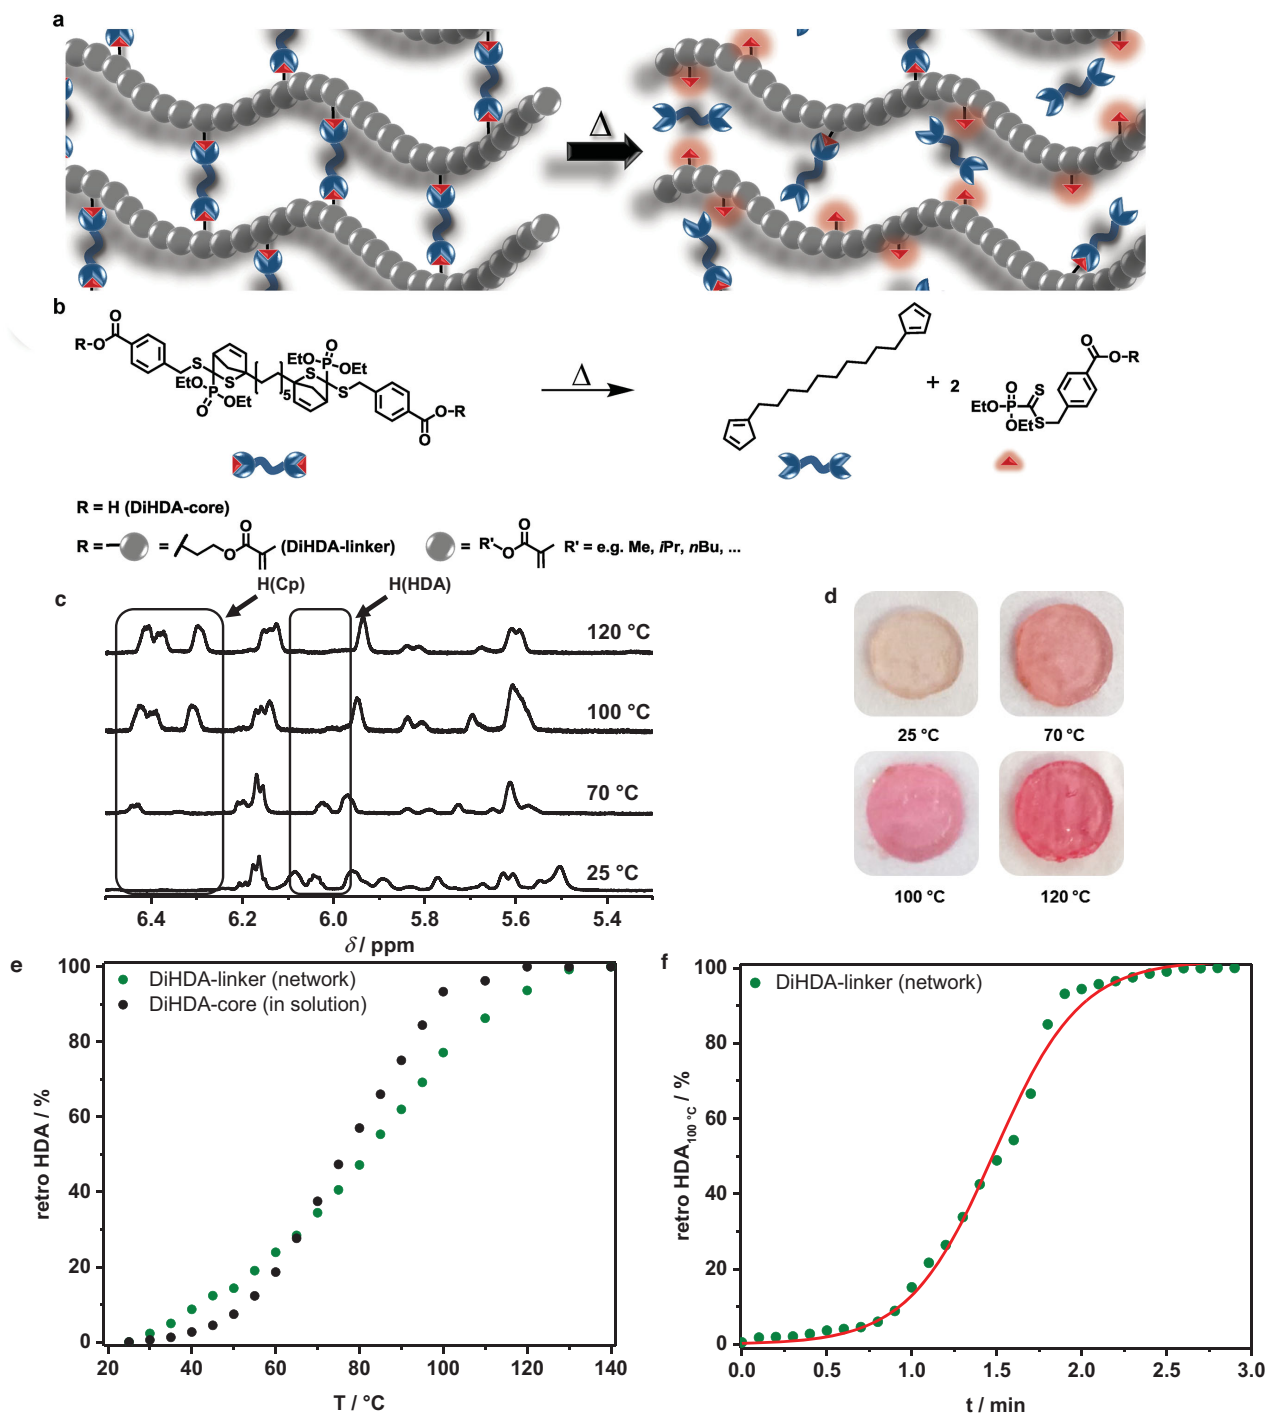 a
Δ
b
R-O
O
S
P
O
OEt
OEt
EtO
S
P
O
OEt
5
EtO
P
O
OEt
S
S
O
O-R
Δ
+ 2
O
O-R
O
S
EtO
P
EtO
S
R = H (DiHDA-core)
R = = O O (DiHDA-linker) = R' O O R' = e.g. Me, iPr, nBu, ...
c
H(Cp)
H(HDA)
120 °C
100 °C
70 °C
25 °C
6.4 6.2 6.0 5.8 5.6 5.4
δ / ppm
d
25 °C 70 °C
100 °C 120 °C
e
DiHDA-linker (network)
DiHDA-core (in solution)
retro HDA / %
100
80
60
40
20
0
20 40 60 80 100 120 140
T / °C
f
DiHDA-linker (network)
retro HDA100 °C / %
100
80
60
40
20
0
0.0 0.5 1.0 1.5 2.0 2.5 3.0
t / min